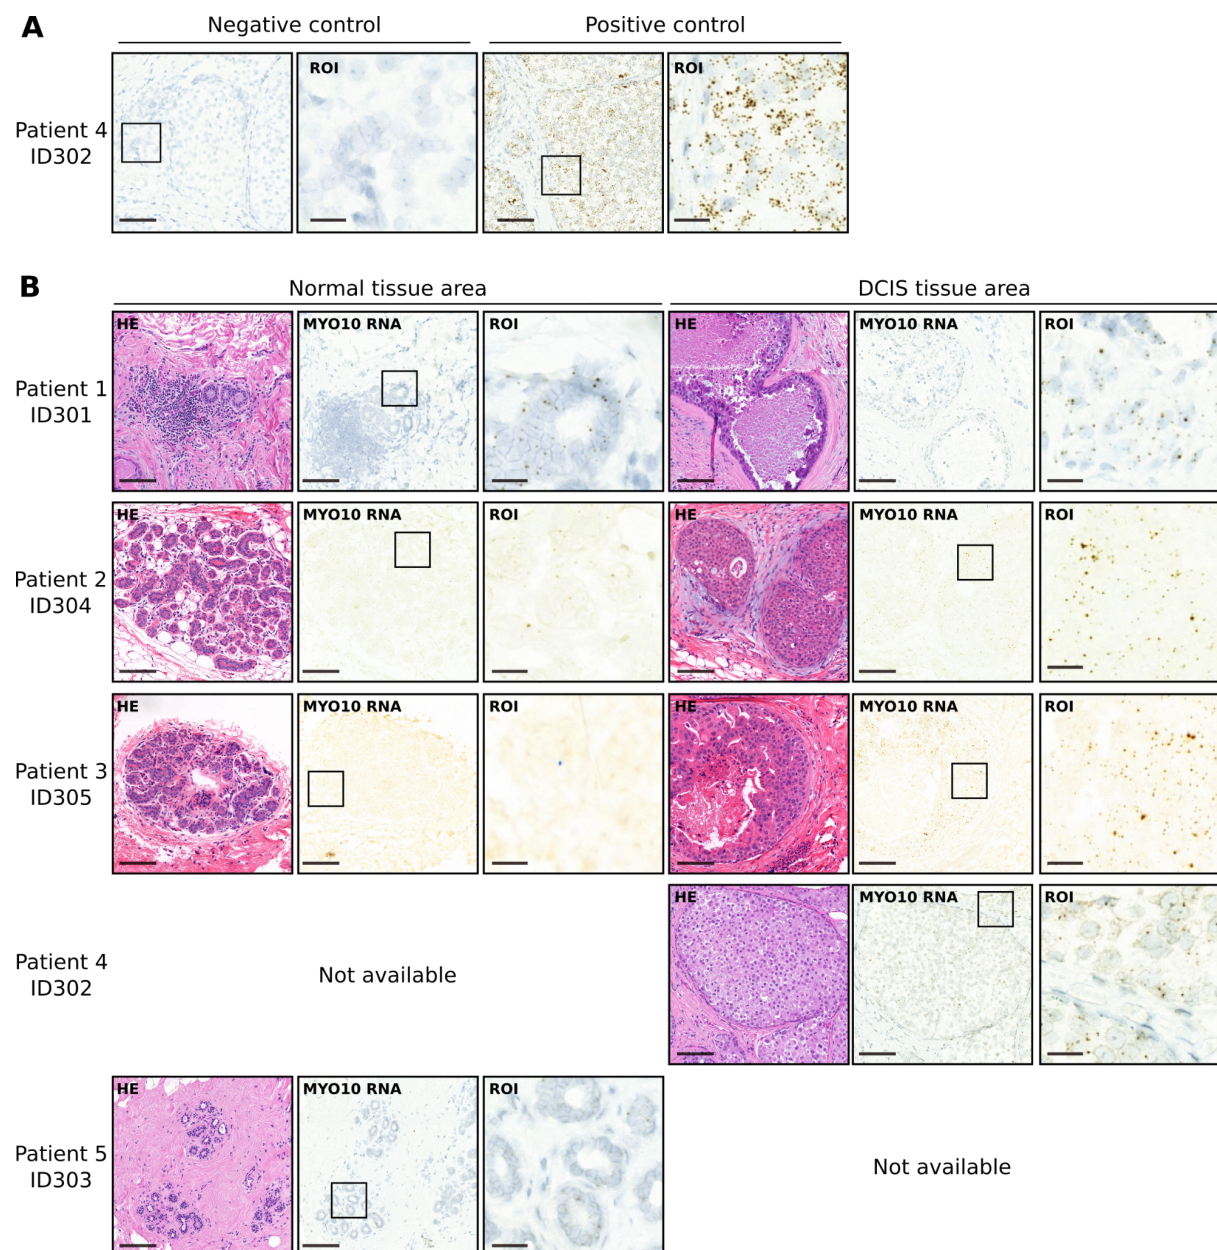 A
Negative control
Positive control
Patient 4
ID302
ROI
ROI
B
Normal tissue area
DCIS tissue area
Patient 1
ID301
HE
MYO10 RNA
ROI
HE
MYO10 RNA
ROI
Patient 2
ID304
HE
MYO10 RNA
ROI
HE
MYO10 RNA
ROI
Patient 3
ID305
HE
MYO10 RNA
ROI
HE
MYO10 RNA
ROI
Patient 4
ID302
Not available
HE
MYO10 RNA
ROI
Patient 5
ID303
HE
MYO10 RNA
ROI
Not available